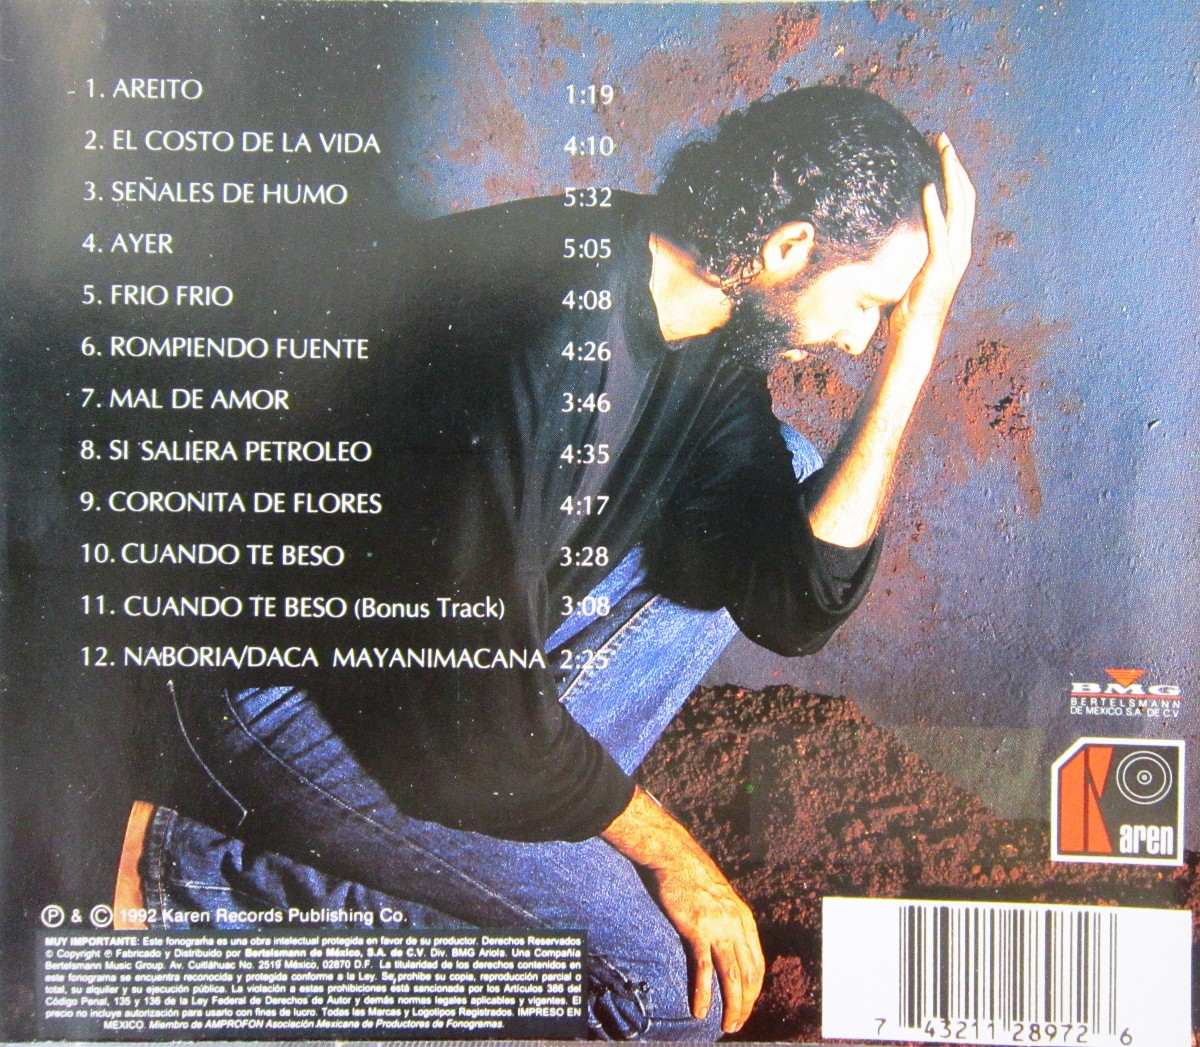 1. AREITO 1:19
2. EL COSTO DE LA VIDA 4:10
3. SEÑALES DE HUMO 5:32
4. AYER 5:05
5. FRIO FRIO 4:08
6. ROMPIENDO FUENTE 4:26
7. MAL DE AMOR 3:46
8. SI SALIERA PETROLEO 4:35
9. CORONITA DE FLORES 4:17
10. CUANDO TE BESO 3:28
11. CUANDO TE BESO (Bonus Track) 3:08
12. NABORIA/DACA MAYANIMACANA 2:25
BMG
BERTELSMANN
DE MEXICO S.A. DE C.V.
Karen
℗ & © 1992 Karen Records Publishing Co.
MUY IMPORTANTE: Este fonograma es una obra intelectual protegida en favor de su productor. Derechos Reservados
© Copyright ℗ Fabricado y Distribuido por Bertelsmann de México, S.A. de C.V. Div. BMG Ariola. Una Compañía
Bertelsmann Music Group. Av. Cuitláhuac No. 2519 México, 02870 D.F. La titularidad de los derechos contenidos en
este fonograma se encuentra reconocida y protegida conforme a la Ley. Se prohibe su copia, reproducción parcial o
total, su alquiler y su ejecución pública. La violación a estas prohibiciones está sancionada por los Artículos 386 del
Código Penal, 135 y 136 de la Ley Federal de Derechos de Autor y demás normas legales aplicables y vigentes. El
precio no incluye autorización para usarlo con fines de lucro. Todas las Marcas y Logotipos Registrados. IMPRESO EN
MEXICO. Miembro de AMPROFON Asociación Mexicana de Productores de Fonogramas.
7 43211 28972 6